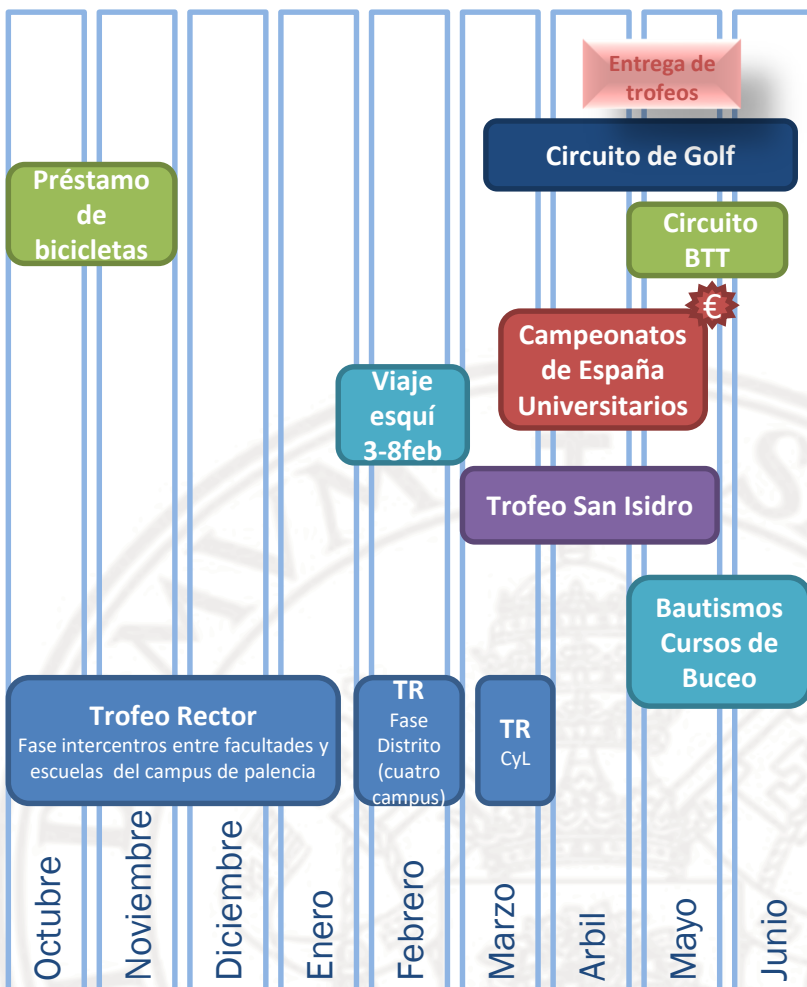 Entrega de
trofeos
Circuito de Golf
Préstamo
de
bicicletas
Circuito
BTT
€
Campeonatos
de España
Universitarios
Viaje
esquí
3-8feb
Trofeo San Isidro
Bautismos
Cursos de
Buceo
Trofeo Rector
Fase intercentros entre facultades y
escuelas del campus de palencia
TR
Fase
Distrito
(cuatro
campus)
TR
CyL
Octubre
Noviembre
Diciembre
Enero
Febrero
Marzo
Arbil
Mayo
Junio